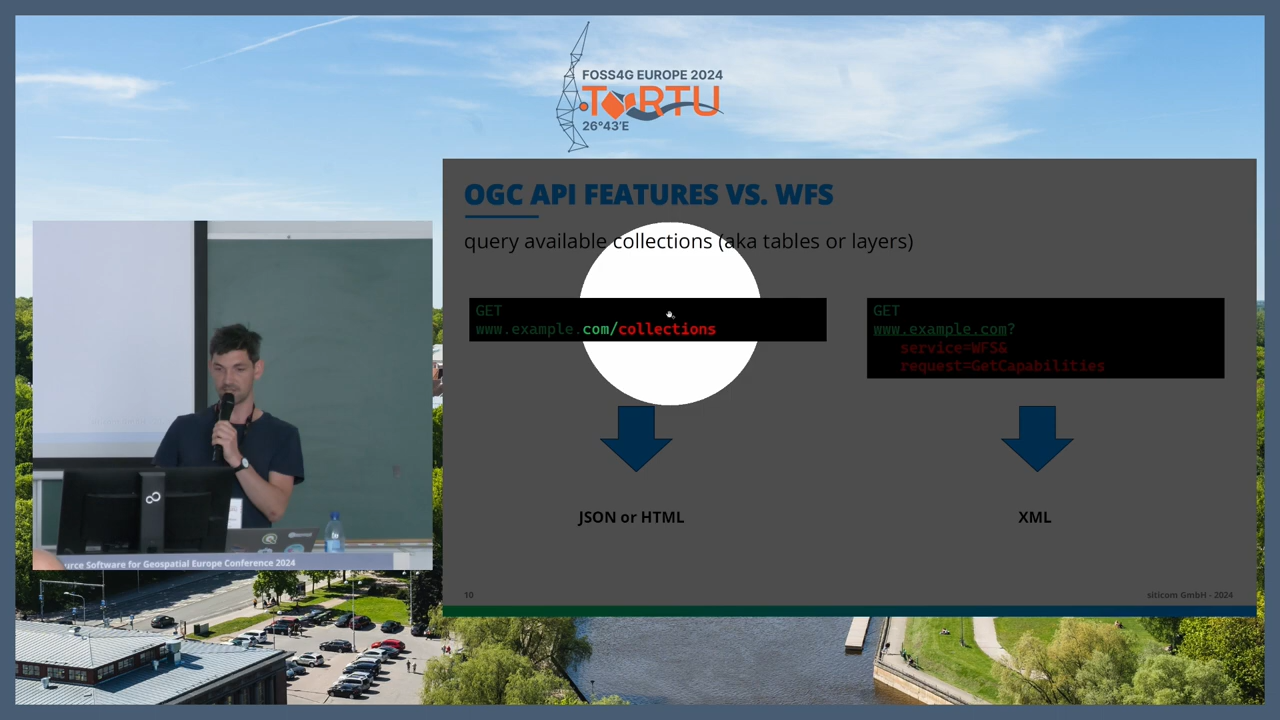 FOSS4G EUROPE 2024
TARTU
26°43'E
OGC API FEATURES VS. WFS
query available collections (aka tables or layers)
GET
www.example.com/collections
GET
www.example.com?
service=WFS&
request=GetCapabilities
JSON or HTML
XML
10
siticom GmbH - 2024
urce Software for Geospatial Europe Conference 2024